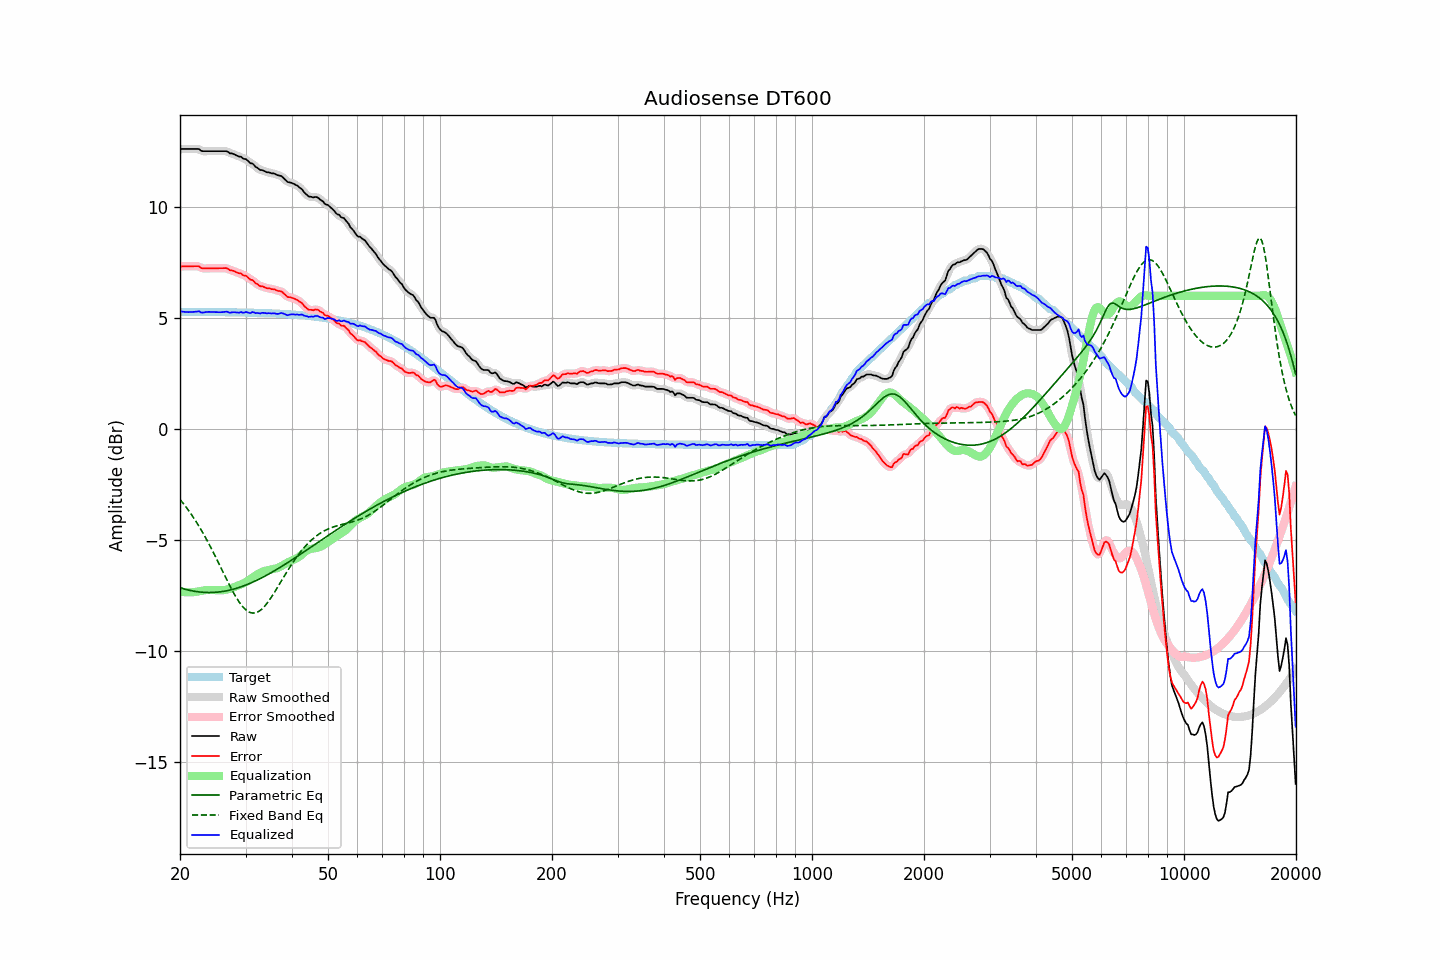 Audiosense DT600
Amplitude (dBr)
10
5
0
−5
−10
−15
Target
Raw Smoothed
Error Smoothed
Raw
Error
Equalization
Parametric Eq
Fixed Band Eq
Equalized
20 50 100 200 500 1000 2000 5000 10000 20000
Frequency (Hz)